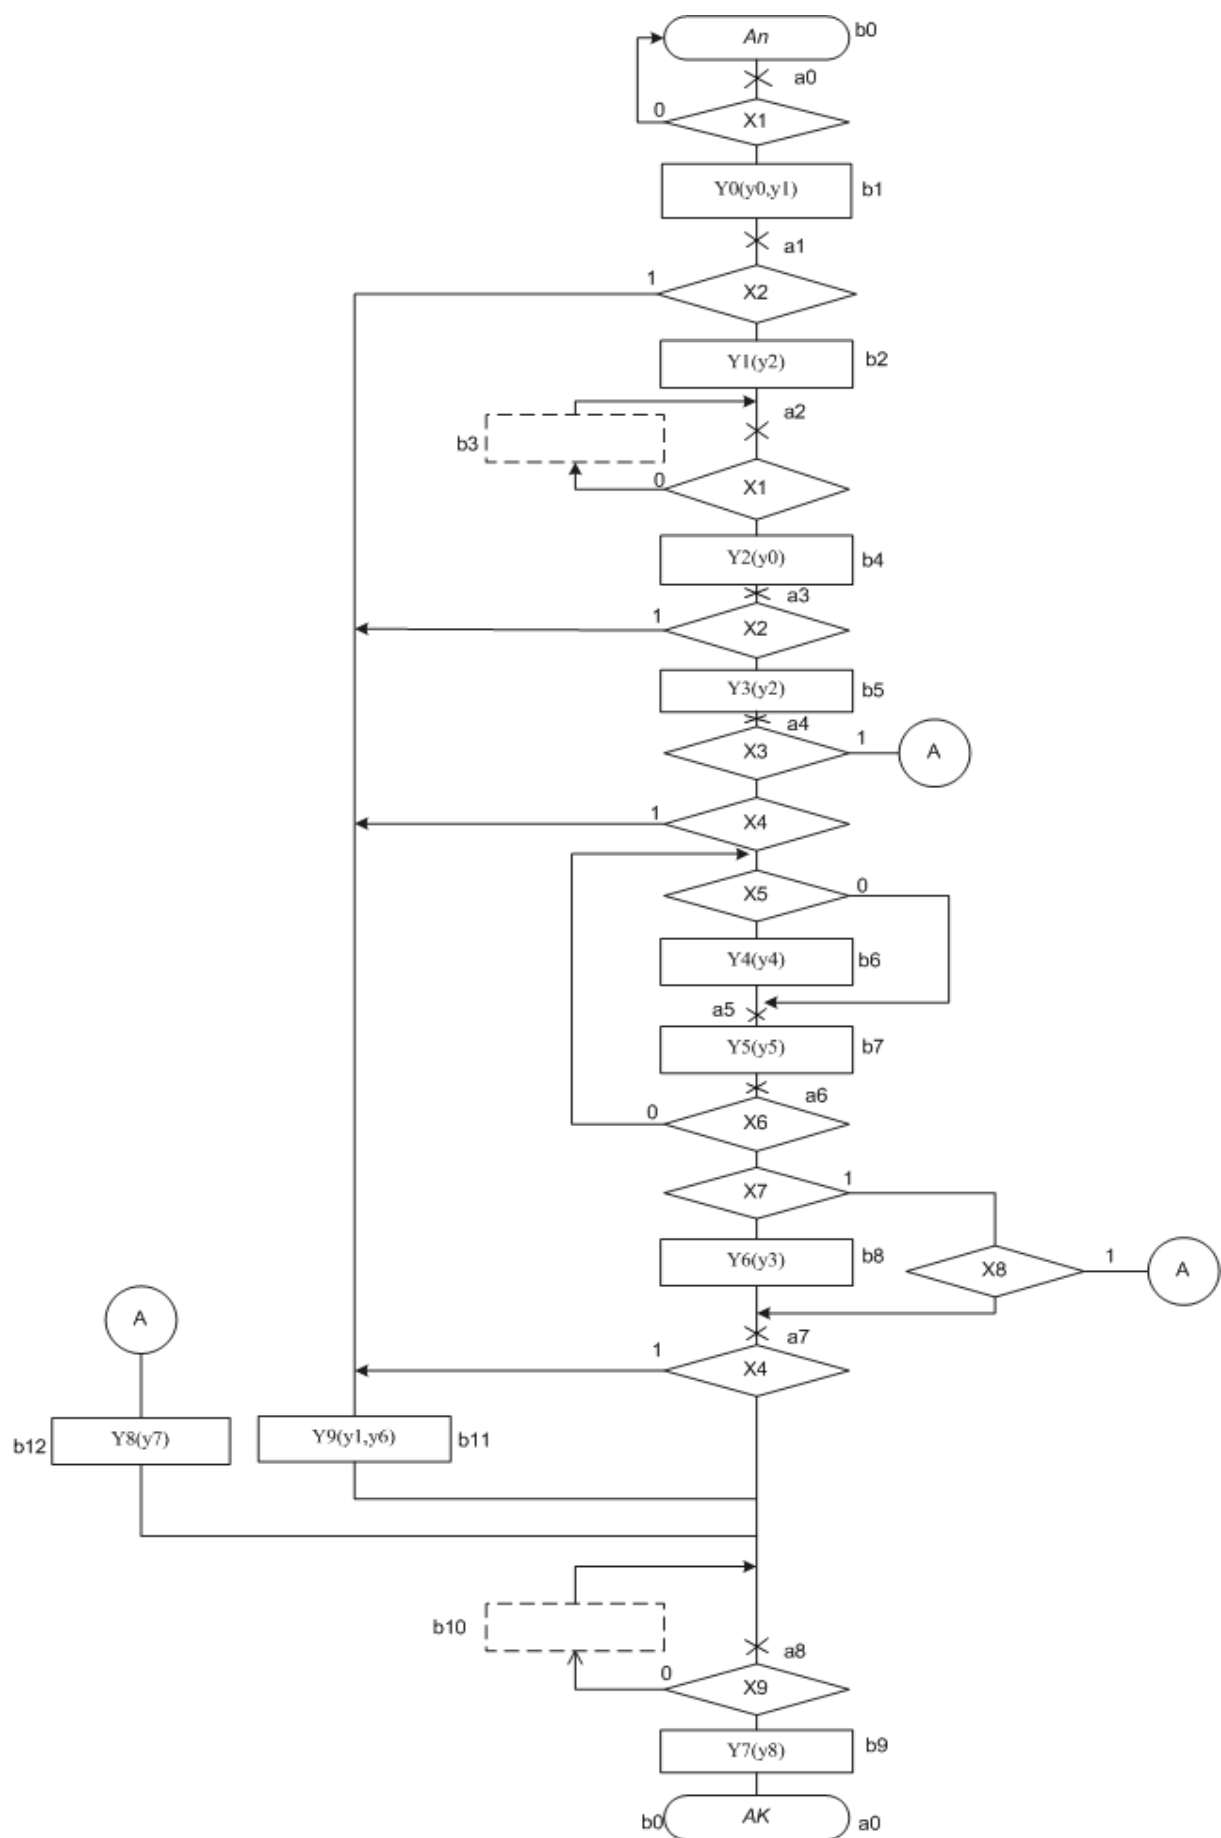 An
b0
a0
0
X1
Y0(y0,y1)
b1
a1
1
X2
Y1(y2)
b2
a2
b3
0
X1
Y2(y0)
b4
a3
1
X2
Y3(y2)
b5
a4
X3
1
A
1
X4
X5
0
Y4(y4)
b6
a5
Y5(y5)
b7
a6
0
X6
X7
1
Y6(y3)
b8
X8
1
A
A
a7
1
X4
b12
Y8(y7)
Y9(y1,y6)
b11
b10
a8
0
X9
Y7(y8)
b9
b0
AK
a0